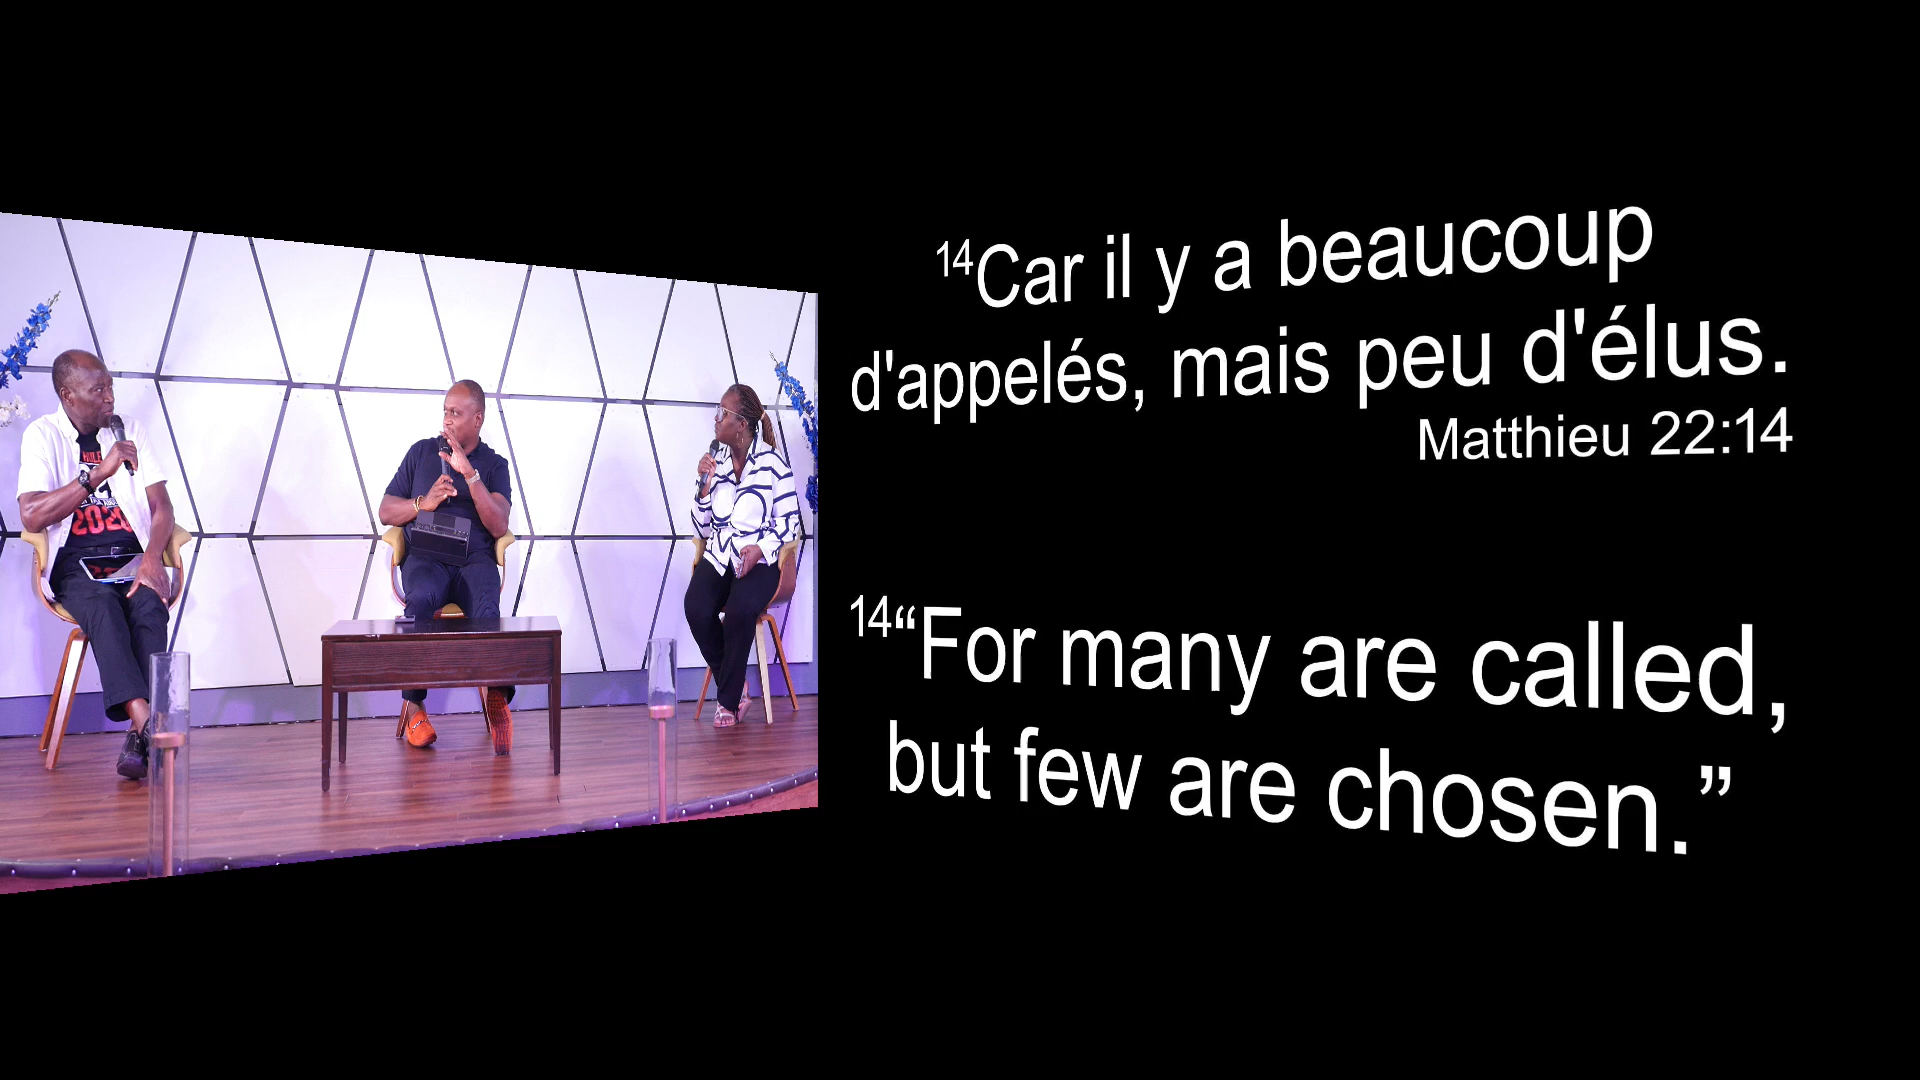 ¹⁴Car il y a beaucoup
d'appelés, mais peu d'élus.
Matthieu 22:14
¹⁴“For many are called,
but few are chosen.”
202